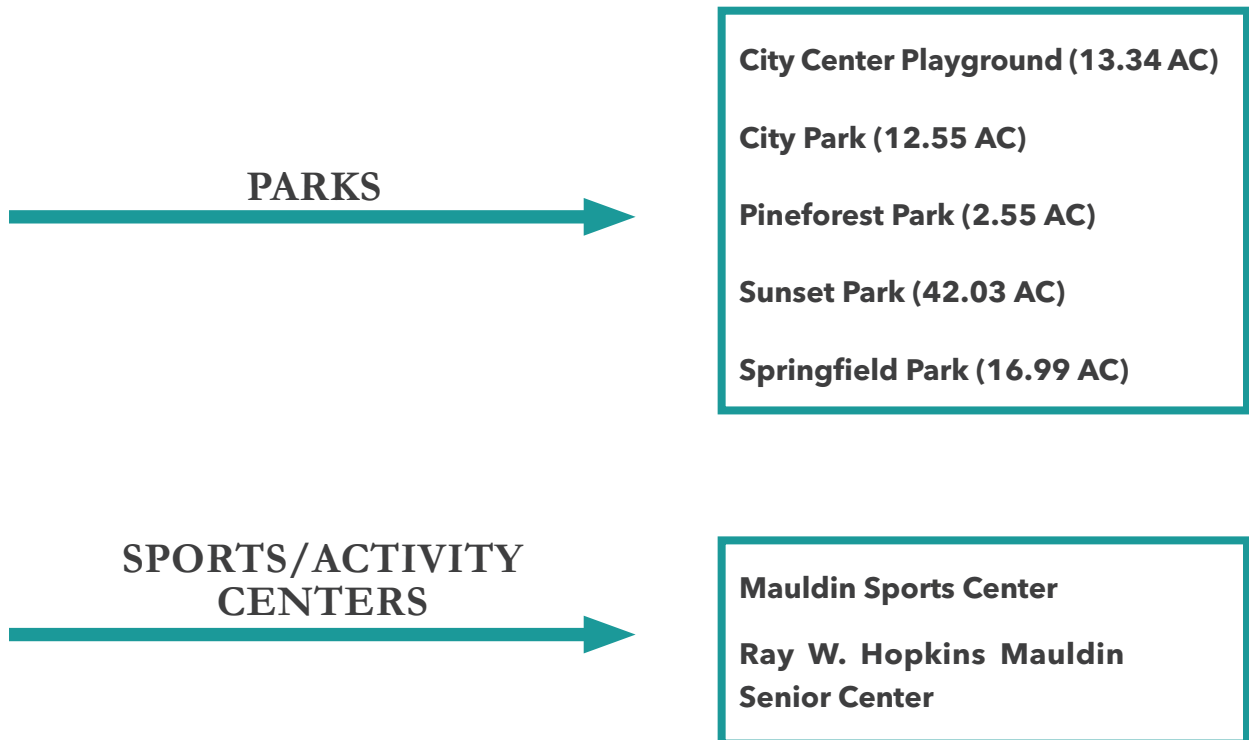 PARKS
City Center Playground (13.34 AC)
City Park (12.55 AC)
Pineforest Park (2.55 AC)
Sunset Park (42.03 AC)
Springfield Park (16.99 AC)
SPORTS/ACTIVITY
CENTERS
Mauldin Sports Center
Ray W. Hopkins Mauldin
Senior Center